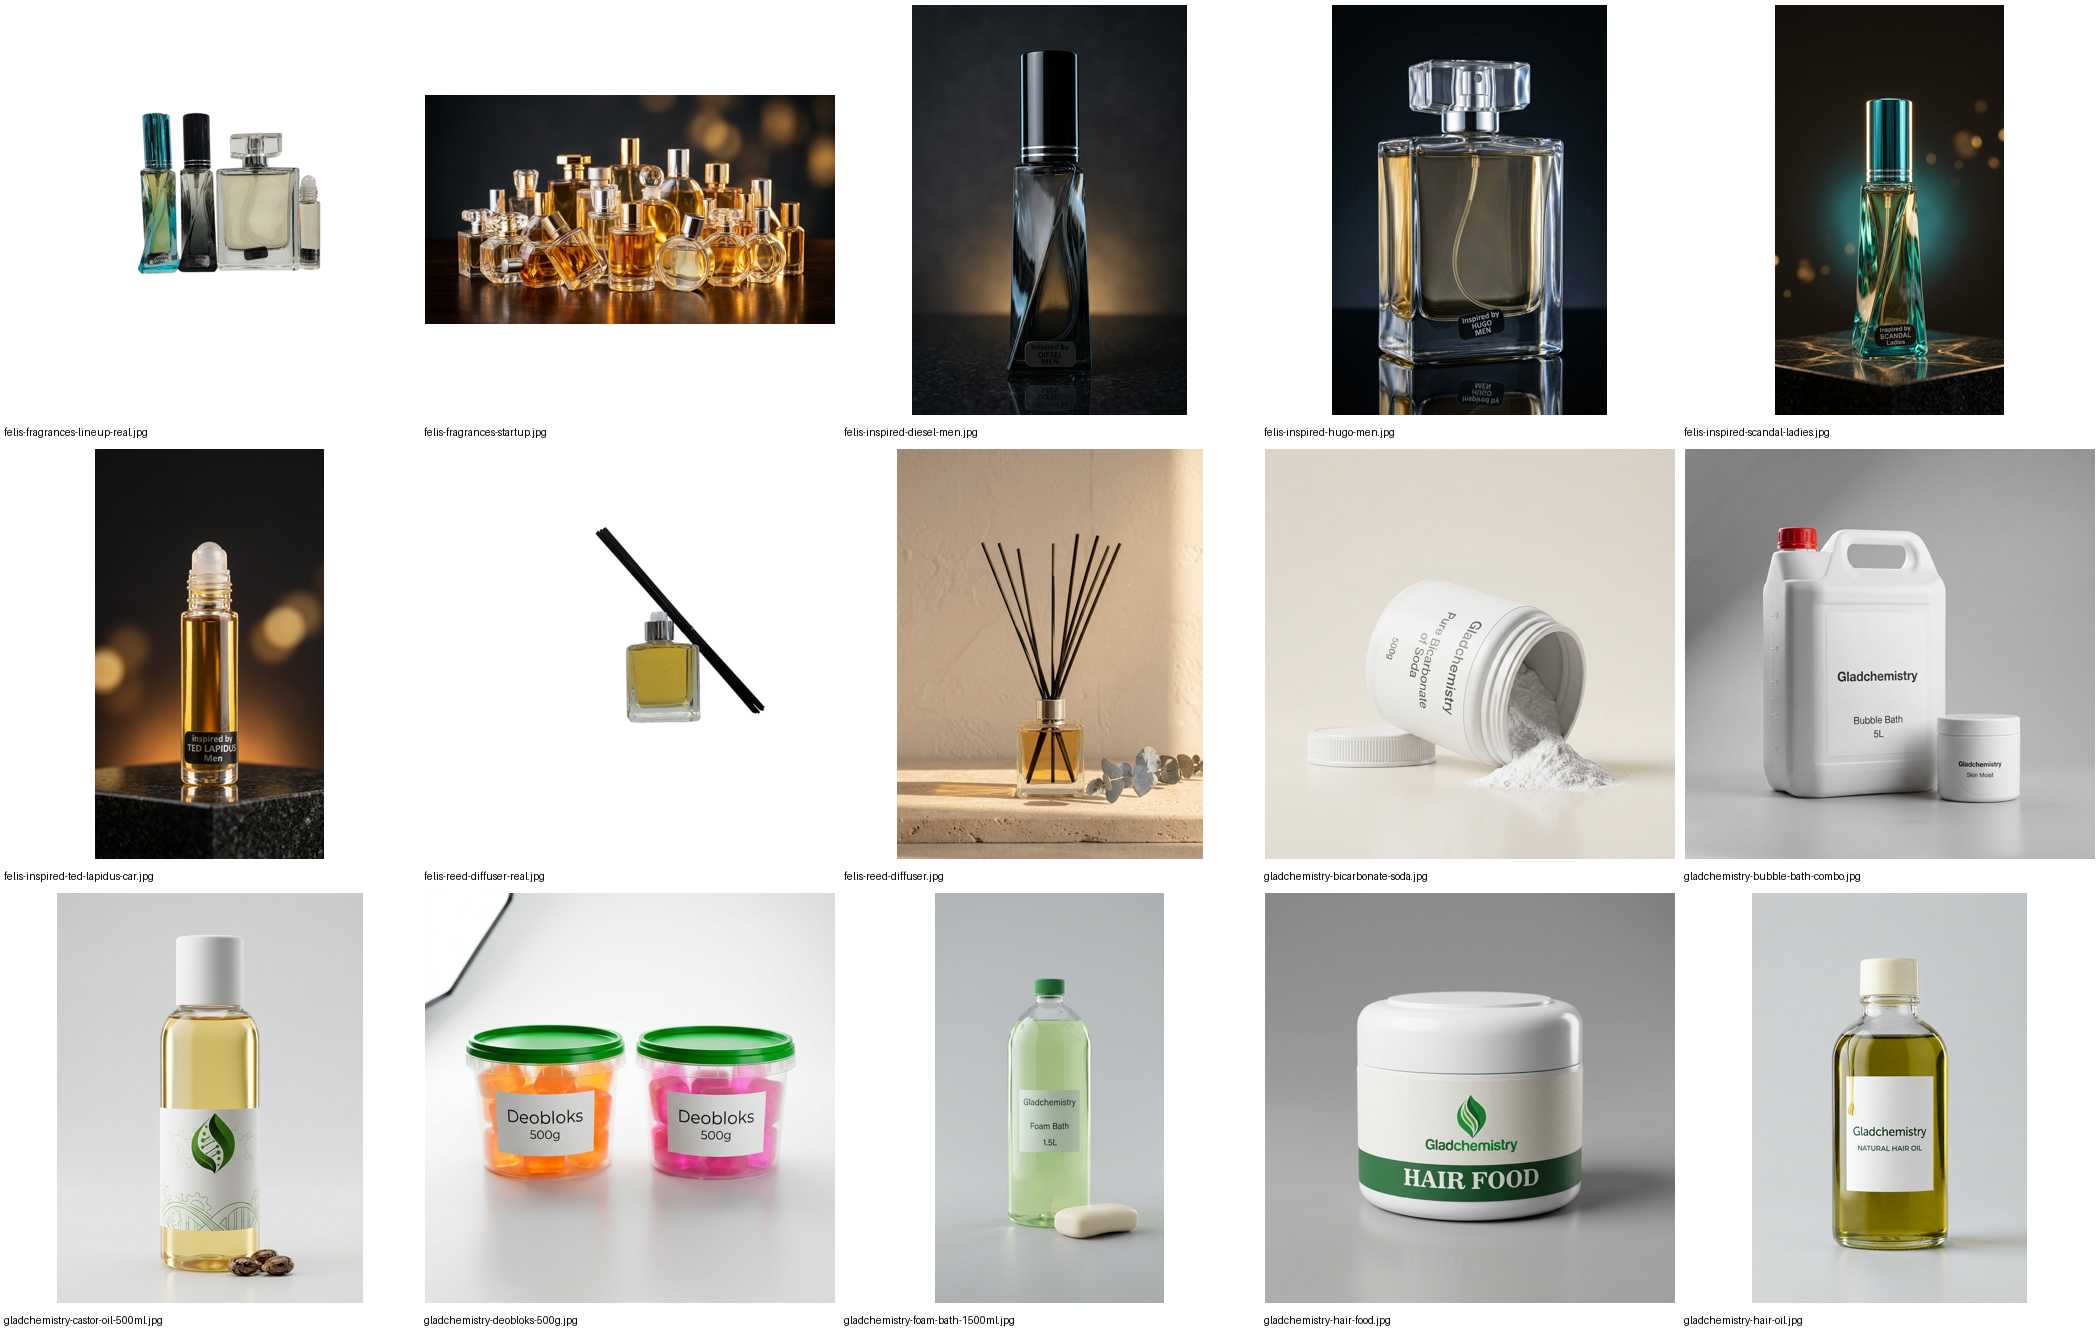 Inspired by
DIESEL
MEN
Inspired by
HUGO
MEN
Inspired by
SCANDAL
Ladies
felis-fragrances-lineup-real.jpg
felis-fragrances-startup.jpg
felis-inspired-diesel-men.jpg
felis-inspired-hugo-men.jpg
felis-inspired-scandal-ladies.jpg
inspired by
TED LAPIDUS
Men
Gladchemistry
Pure Bicarbonate
of Soda
500g
Gladchemistry
Bubble Bath
5L
Gladchemistry
Skin Moist
felis-inspired-ted-lapidus-car.jpg
felis-reed-diffuser-real.jpg
felis-reed-diffuser.jpg
gladchemistry-bicarbonate-soda.jpg
gladchemistry-bubble-bath-combo.jpg
Deobloks
500g
Deobloks
500g
Gladchemistry
Foam Bath
1.5L
Gladchemistry
HAIR FOOD
Gladchemistry
NATURAL HAIR OIL
gladchemistry-castor-oil-500ml.jpg
gladchemistry-deobloks-500g.jpg
gladchemistry-foam-bath-1500ml.jpg
gladchemistry-hair-food.jpg
gladchemistry-hair-oil.jpg